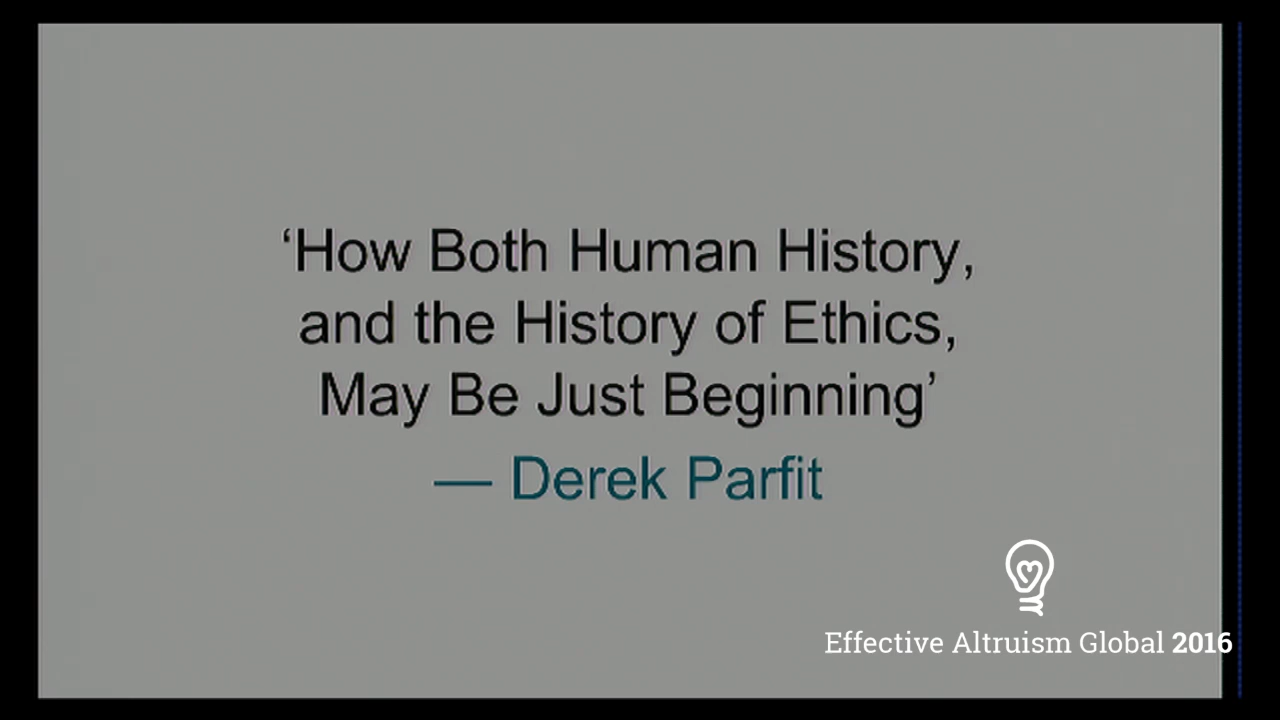 ‘How Both Human History,
and the History of Ethics,
May Be Just Beginning’
— Derek Parfit
Effective Altruism Global 2016